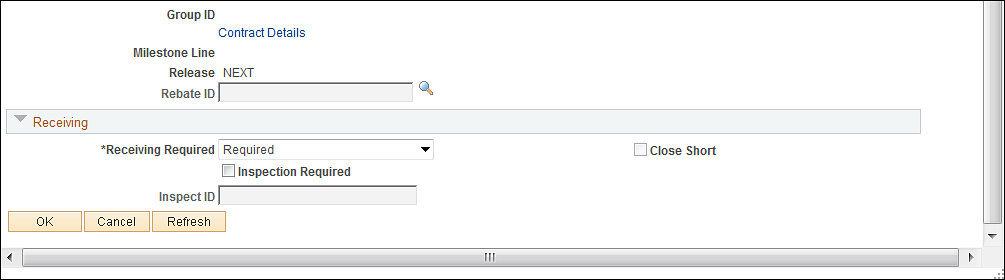 Group ID
Contract Details
Milestone Line
Release NEXT
Rebate ID
Receiving
*Receiving Required Required Close Short
Inspection Required
Inspect ID
OK Cancel Refresh